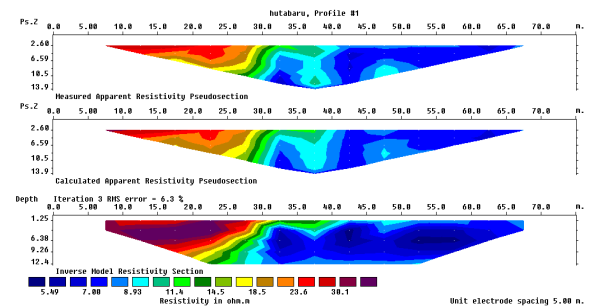 hutabaru, Profile #1
Ps.Z 0.0 5.00 10.0 15.0 20.0 25.0 30.0 35.0 40.0 45.0 50.0 55.0 60.0 65.0 70.0 m.
2.60
6.59
10.5
13.9
Measured Apparent Resistivity Pseudosection
Ps.Z 0.0 5.00 10.0 15.0 20.0 25.0 30.0 35.0 40.0 45.0 50.0 55.0 60.0 65.0 70.0 m.
2.60
6.59
10.5
13.9
Calculated Apparent Resistivity Pseudosection
Depth Iteration 3 RMS error = 6.3 %
0.0 5.00 10.0 15.0 20.0 25.0 30.0 35.0 40.0 45.0 50.0 55.0 60.0 65.0 70.0 m.
1.25
6.38
9.26
12.4
Inverse Model Resistivity Section
5.49 7.00 8.93 11.4 14.5 18.5 23.6 30.1
Resistivity in ohm.m
Unit electrode spacing 5.00 m.